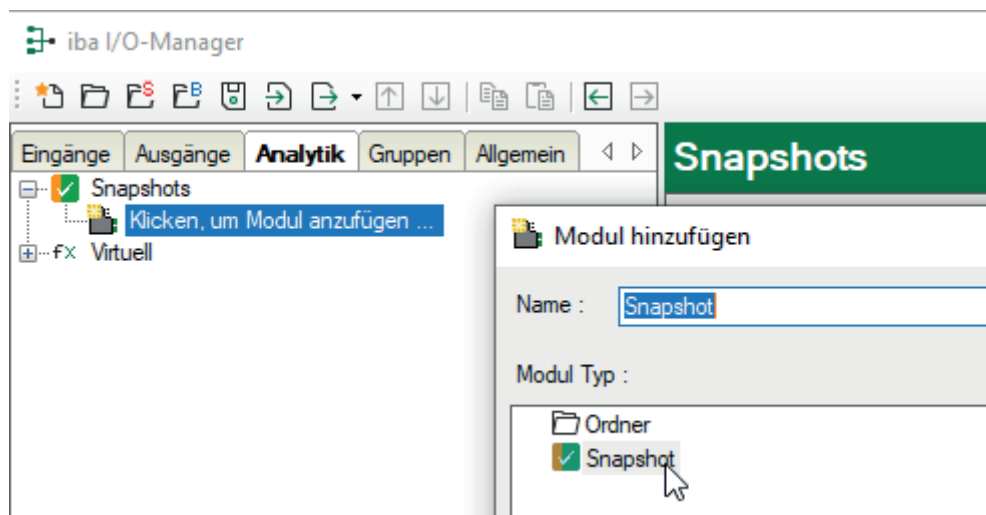 iba I/O-Manager
Eingänge Ausgänge Analytik Gruppen Allgemein
Snapshots
Snapshots
Klicken, um Modul anzufügen ...
fx Virtuell
Modul hinzufügen
Name : Snapshot
Modul Typ :
Ordner
Snapshot